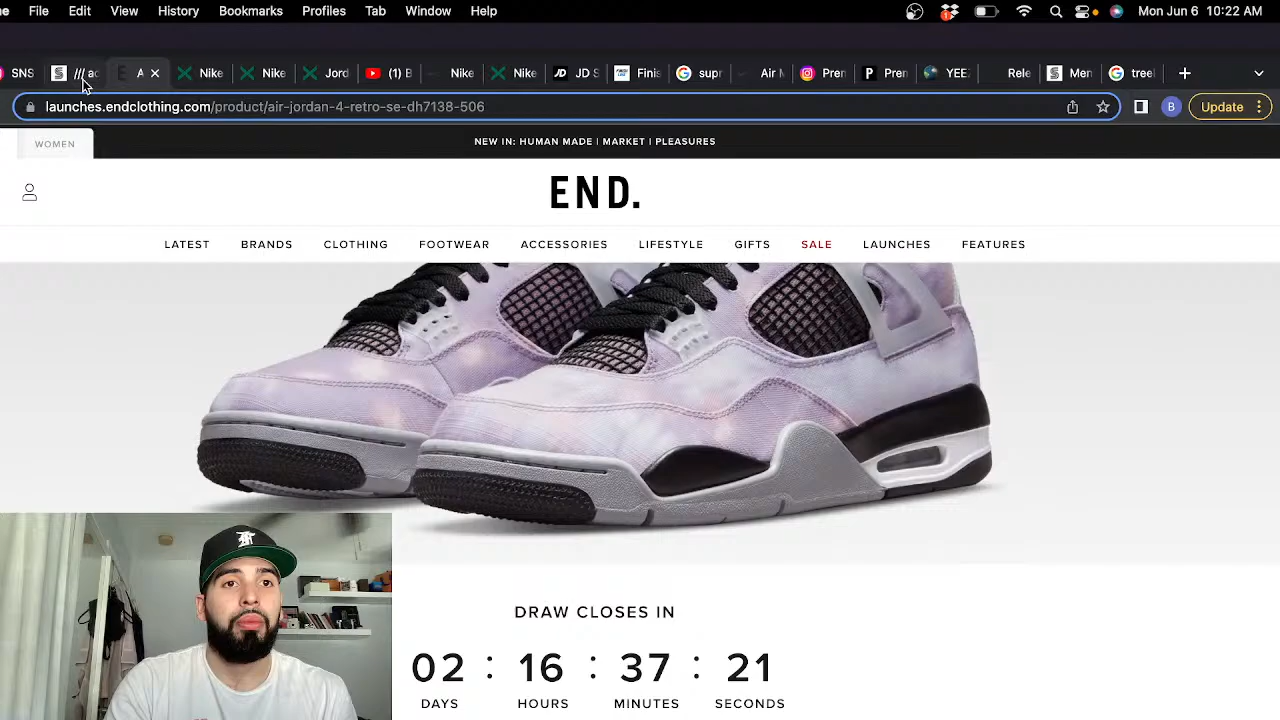 File Edit View History Bookmarks Profiles Tab Window Help Mon Jun 6 10:22 AM
SNS /// ac A Nike Nike Jord (1) B Nike Nike JD S Finis supr Air M Pren Pren YEE Rele Men treel
launches.endclothing.com/product/air-jordan-4-retro-se-dh7138-506 B Update
WOMEN
NEW IN: HUMAN MADE | MARKET | PLEASURES
END.
LATEST BRANDS CLOTHING FOOTWEAR ACCESSORIES LIFESTYLE GIFTS SALE LAUNCHES FEATURES
DRAW CLOSES IN
02 : 16 : 37 : 21
DAYS HOURS MINUTES SECONDS